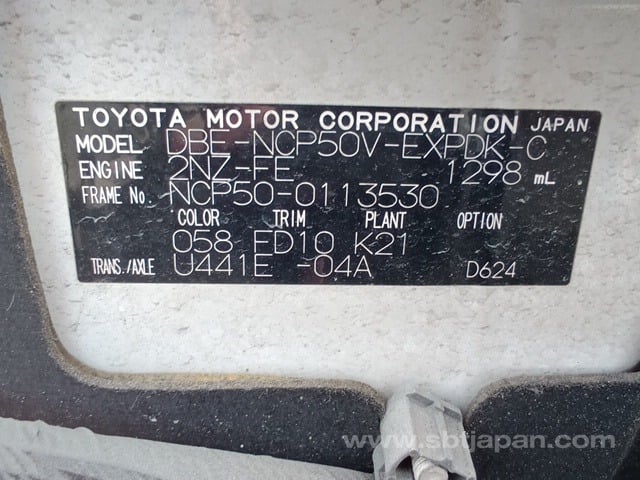 TOYOTA MOTOR CORPORATION JAPAN
MODEL DBE-NCP50V-EXPDK-C
ENGINE 2NZ-FE 1298 mL
FRAME No. NCP50-0113530
COLOR TRIM PLANT OPTION
058 FD10 K21
TRANS./AXLE U441E -04A D624
www.sbtjapan.com